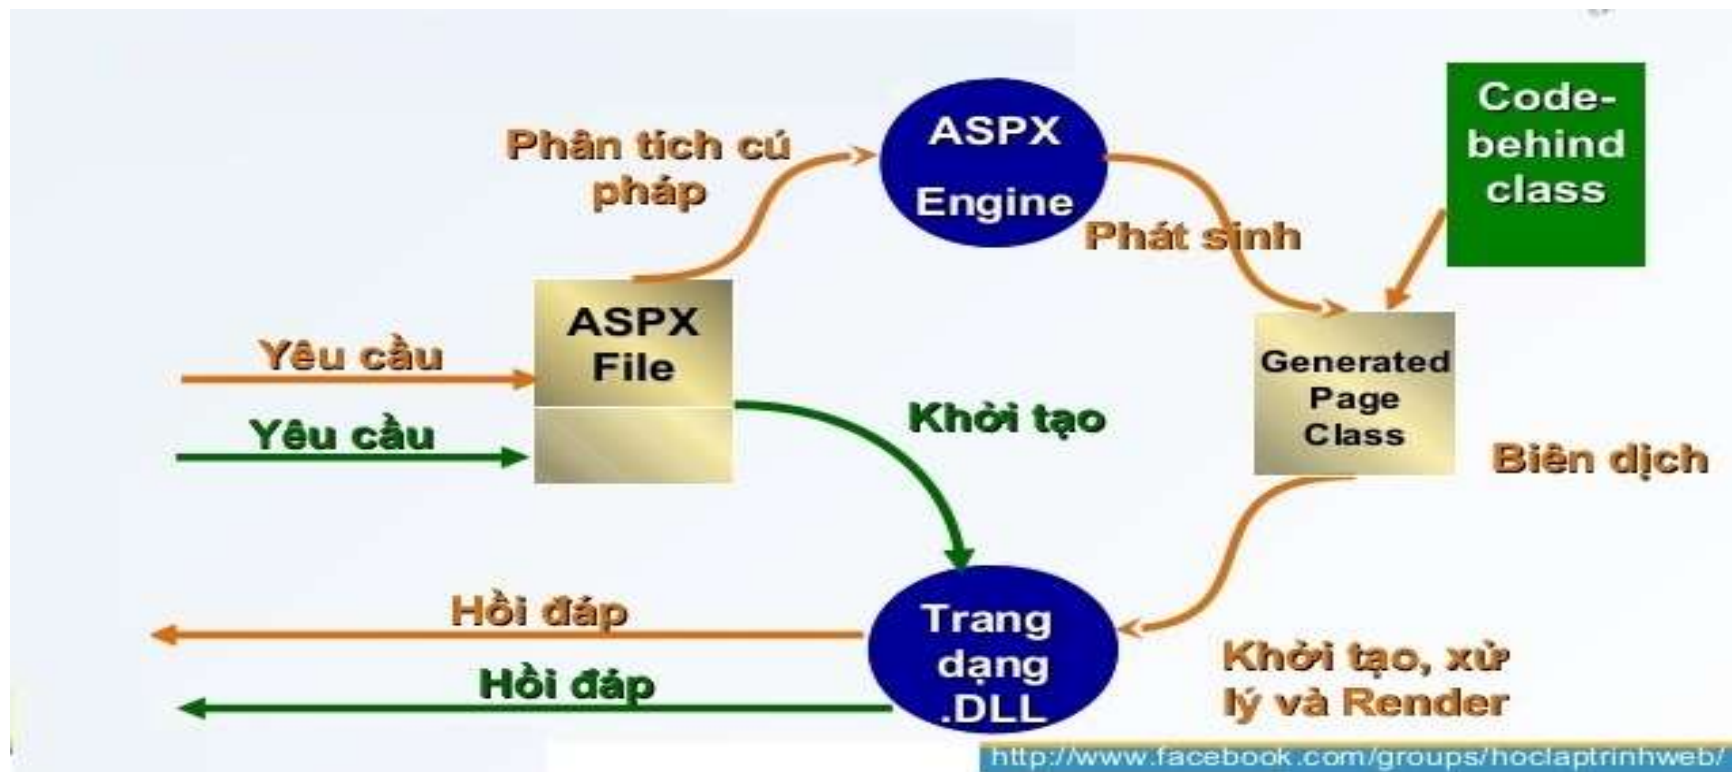 Phân tích cú
pháp
ASPX
Engine
Code-
behind
class
Phát sinh
Yêu cầu
ASPX
File
Yêu cầu
Khởi tạo
Generated
Page
Class
Biên dịch
Hồi đáp
Hồi đáp
Trang
dạng
.DLL
Khởi tạo, xử
lý và Render
http://www.facebook.com/groups/hoclaptrinhweb/